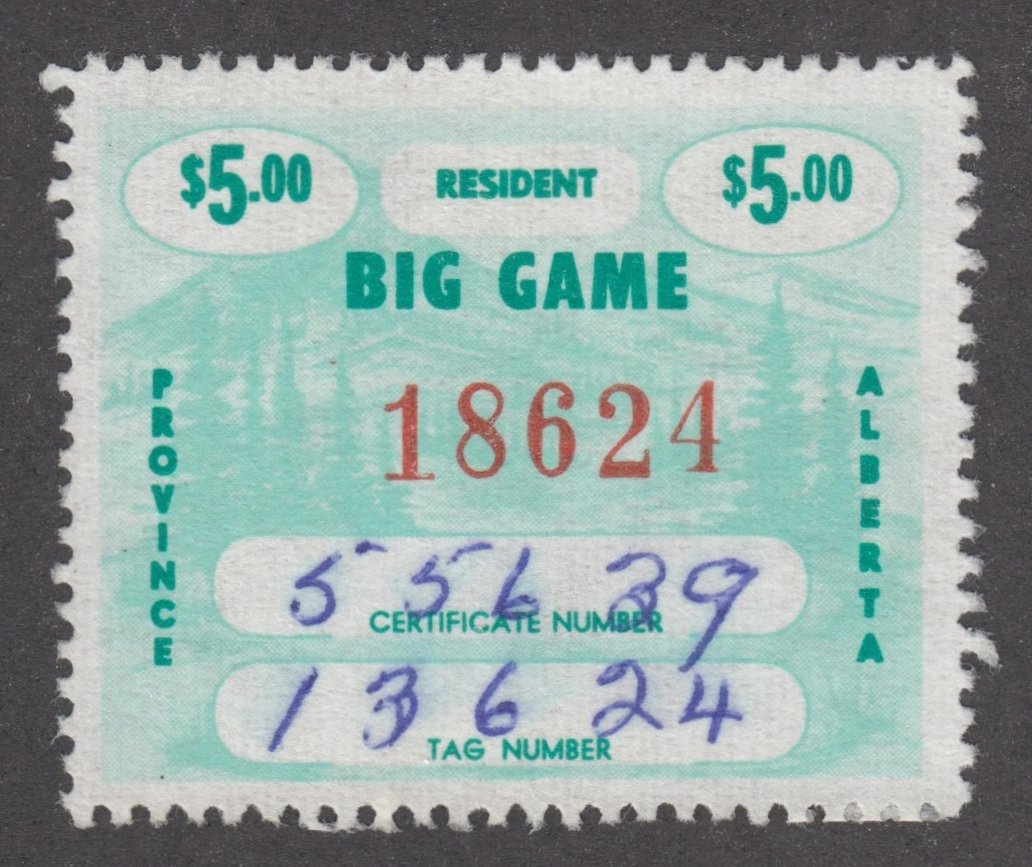 $5.00 RESIDENT $5.00
BIG GAME
18624
PROVINCE
ALBERTA
55639
CERTIFICATE NUMBER
13624
TAG NUMBER